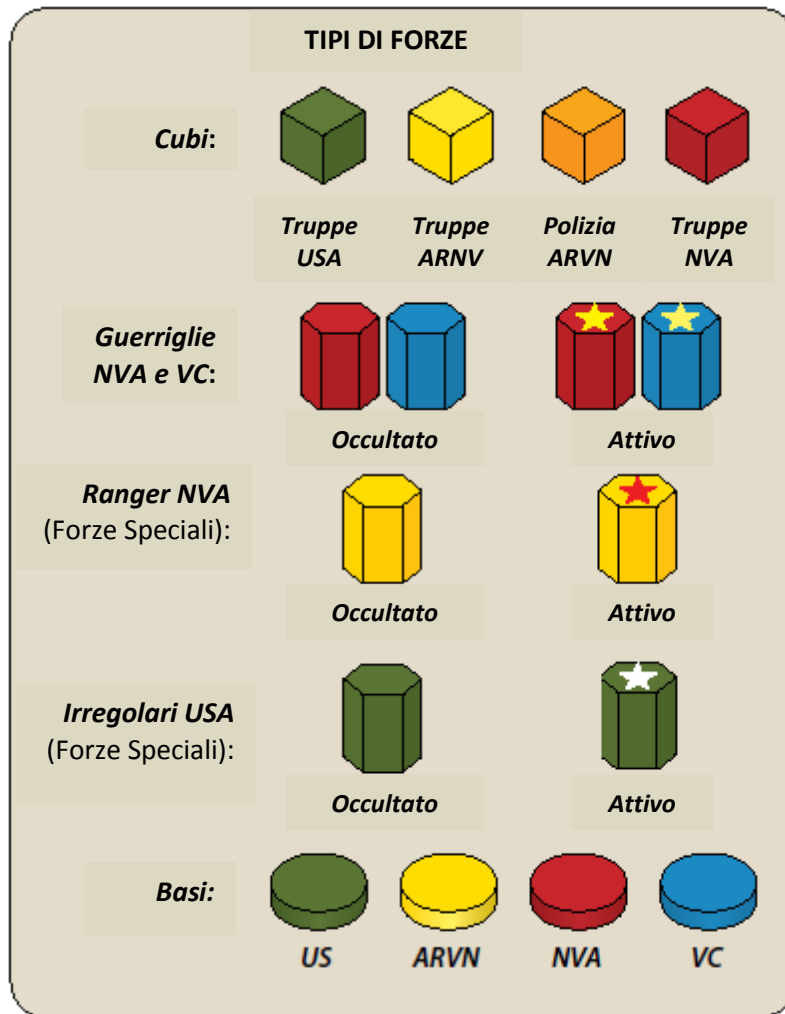 TIPI DI FORZE
Cubi:
Truppe USA
Truppe ARNV
Polizia ARVN
Truppe NVA
Guerriglie
NVA e VC:
Occultato Attivo
Ranger NVA
(Forze Speciali):
Occultato Attivo
Irregolari USA
(Forze Speciali):
Occultato Attivo
Basi:
US ARVN NVA VC